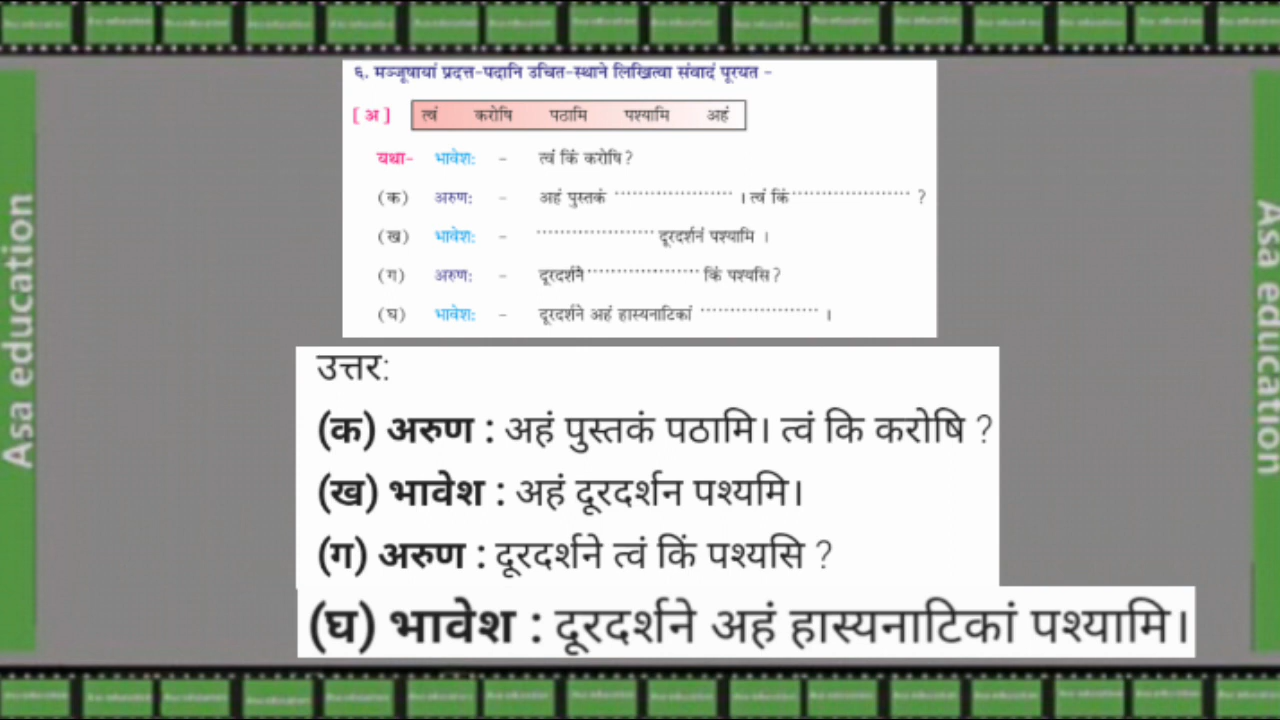 Asa education
Asa education
६. मञ्जूषायां प्रदत्त-पदानि उचित-स्थाने लिखित्वा संवादं पूरयत -
[ अ ] त्वं करोषि पठामि पश्यामि अहं
यथा- भावेशः - त्वं किं करोषि?
(क) अरुणः - अहं पुस्तकं ..................... । त्वं किं..................... ?
(ख) भावेशः - ..................... दूरदर्शनं पश्यामि ।
(ग) अरुणः - दूरदर्शने..................... किं पश्यसि?
(घ) भावेशः - दूरदर्शने अहं हास्यनाटिकां ..................... ।
उत्तर:
(क) अरुण : अहं पुस्तकं पठामि। त्वं कि करोषि ?
(ख) भावेश : अहं दूरदर्शन पश्यमि।
(ग) अरुण : दूरदर्शने त्वं किं पश्यसि ?
(घ) भावेश : दूरदर्शने अहं हास्यनाटिकां पश्यामि।